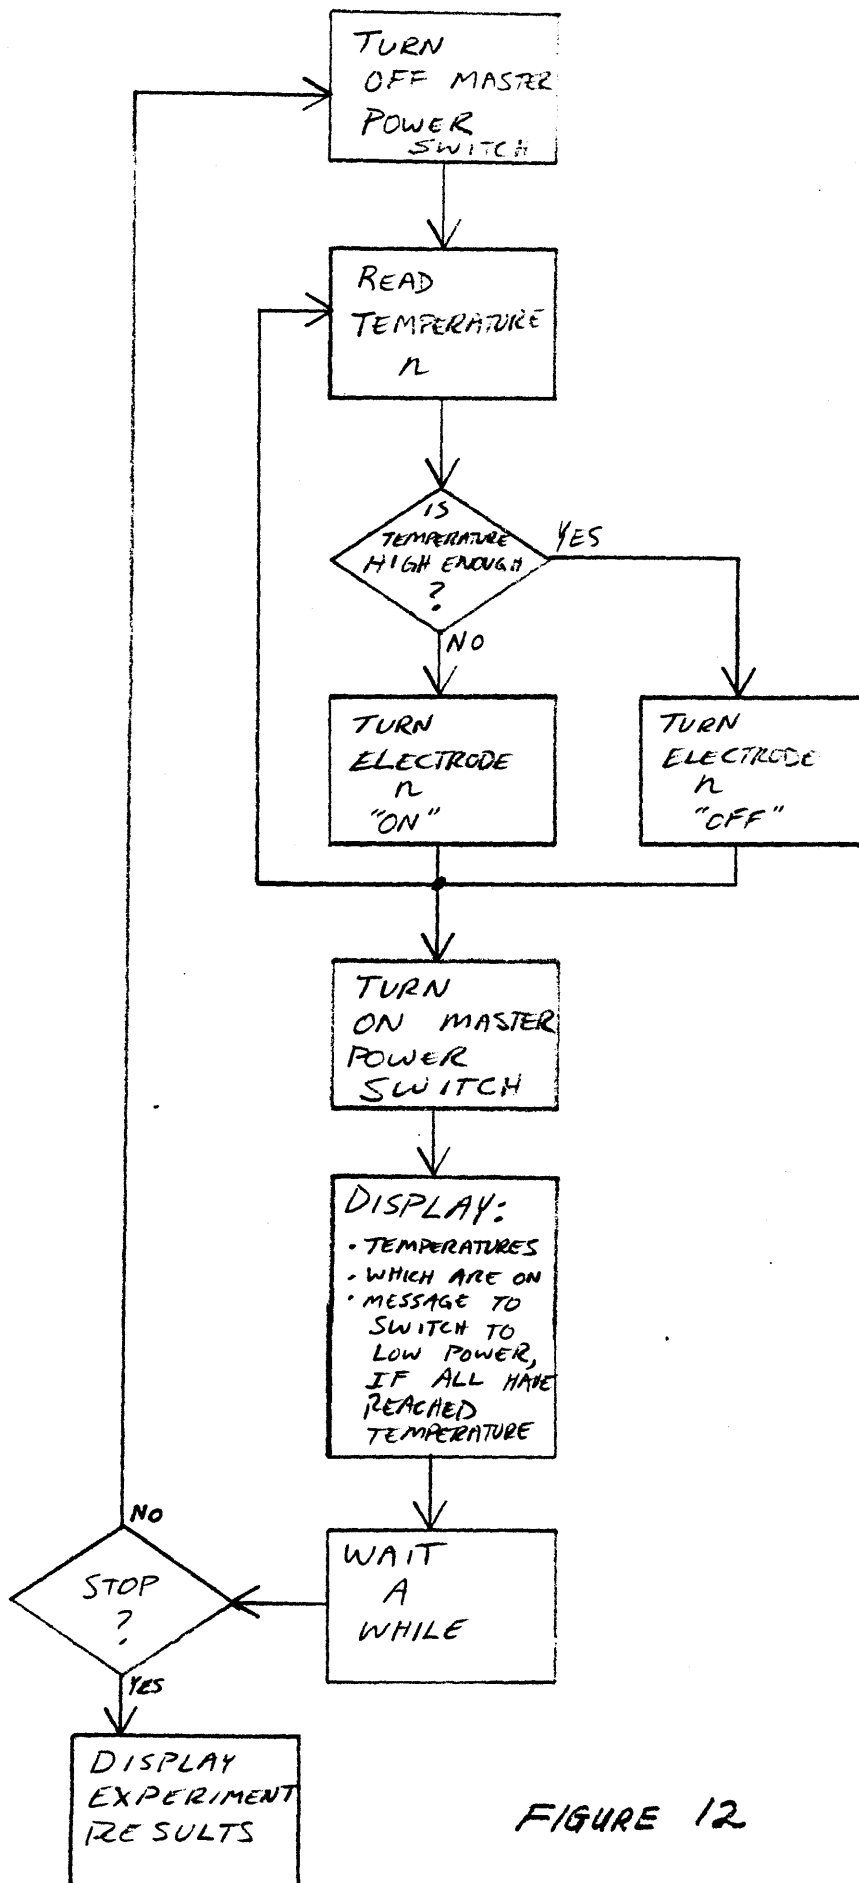 TURN
OFF MASTER
POWER
SWITCH
READ
TEMPERATURE
n
IS
TEMPERATURE
HIGH ENOUGH
?
YES
NO
TURN
ELECTRODE
n
"ON"
TURN
ELECTRODE
n
"OFF"
TURN
ON MASTER
POWER
SWITCH
DISPLAY:
• TEMPERATURES
• WHICH ARE ON
• MESSAGE TO
SWITCH TO
LOW POWER,
IF ALL HAVE
REACHED
TEMPERATURE
WAIT
A
WHILE
NO
STOP
?
YES
DISPLAY
EXPERIMENT
RESULTS
FIGURE 12